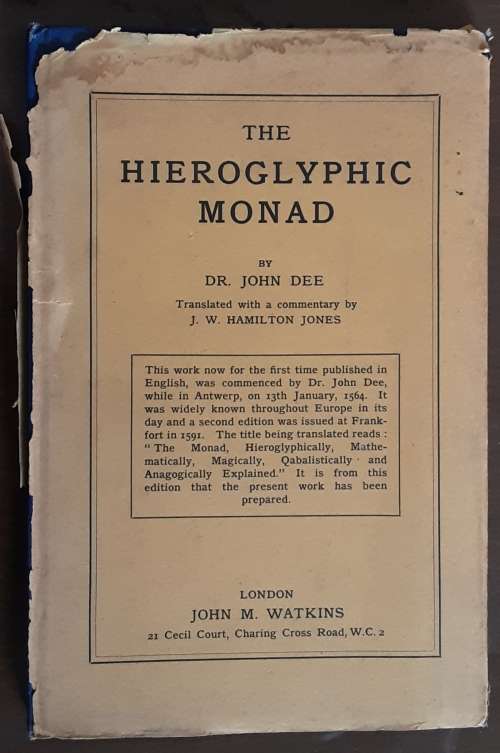 THE
HIEROGLYPHIC
MONAD
BY
DR. JOHN DEE
Translated with a commentary by
J. W. HAMILTON JONES
This work now for the first time published in
English, was commenced by Dr. John Dee,
while in Antwerp, on 13th January, 1564. It
was widely known throughout Europe in its
day and a second edition was issued at Frank-
fort in 1591. The title being translated reads :
“ The Monad, Hieroglyphically, Mathe-
matically, Magically, Qabalistically and
Anagogically Explained.” It is from this
edition that the present work has been
prepared.
LONDON
JOHN M. WATKINS
21 Cecil Court, Charing Cross Road, W.C. 2